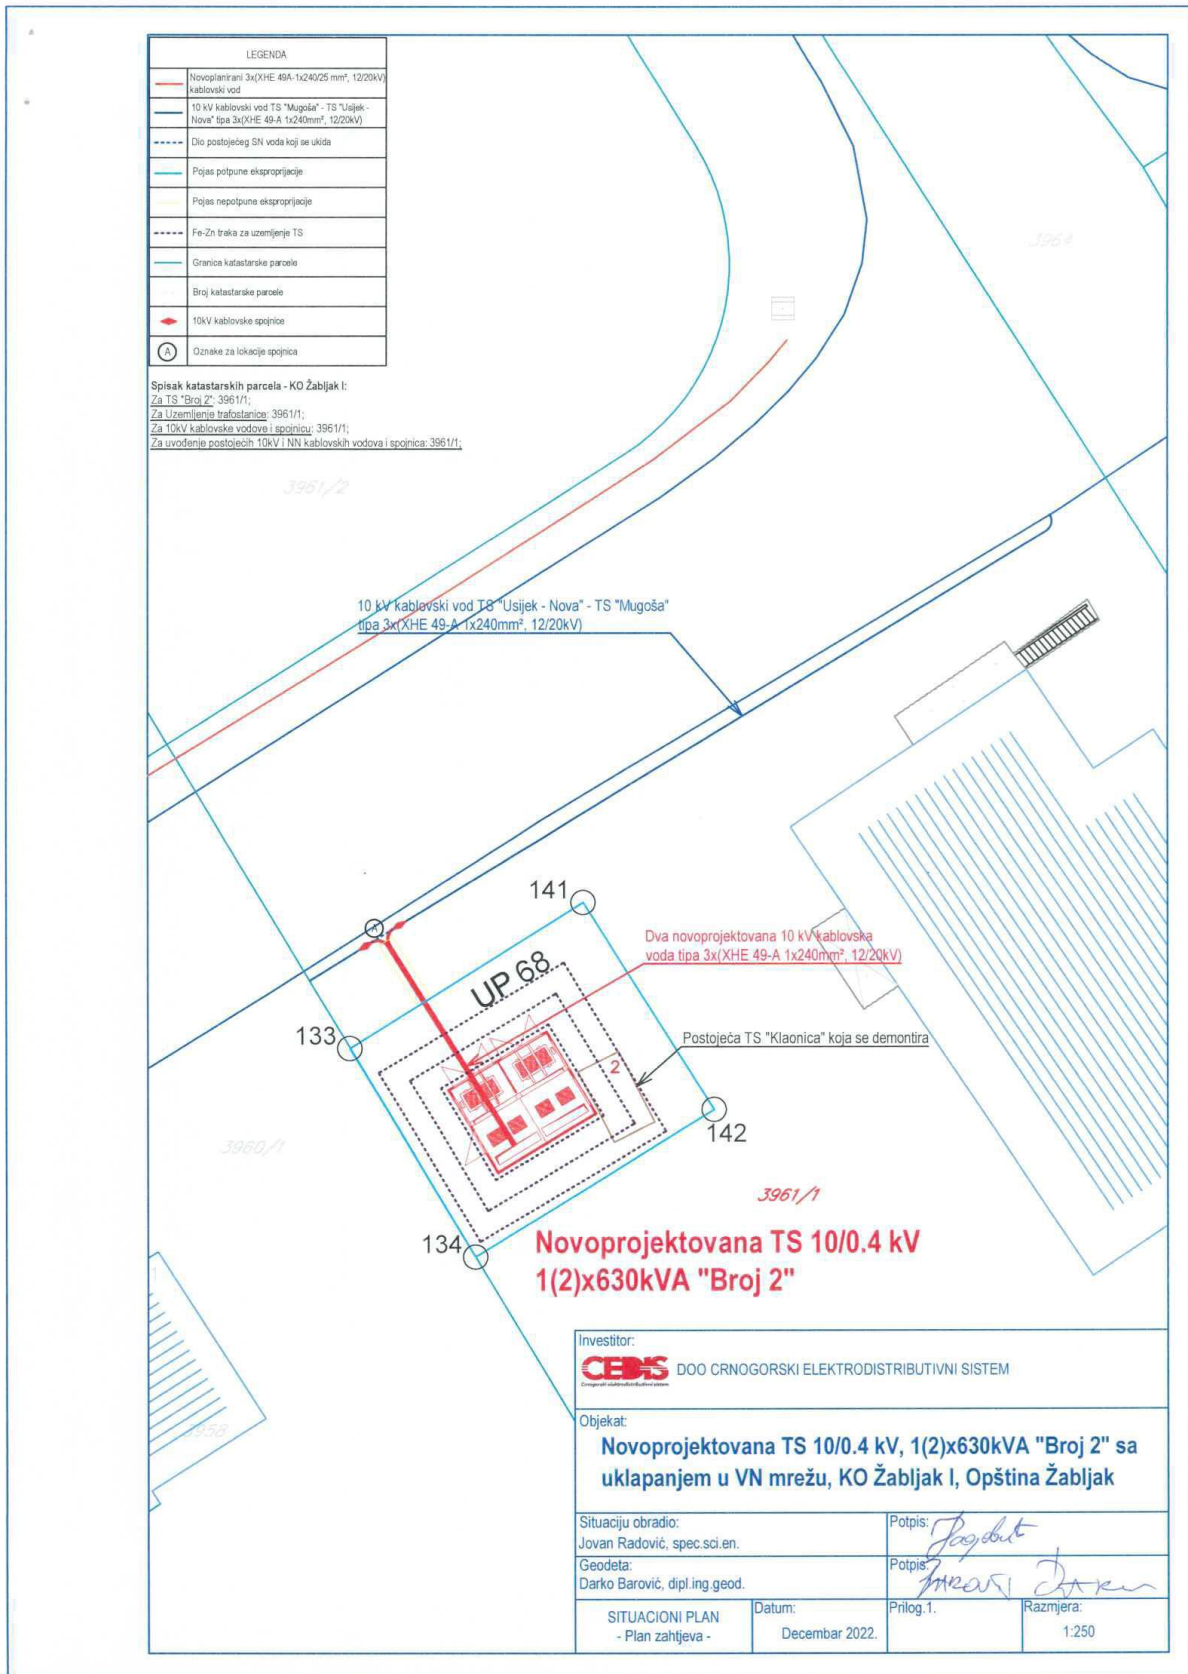 LEGENDA
Novoplanirani 3x(XHE 49A-1x240/25 mm², 12/20kV)
kablovski vod
10 kV kablovski vod TS "Mugoša" - TS "Usijek -
Nova" tipa 3x(XHE 49-A 1x240mm², 12/20kV)
Dio postojećeg SN voda koji se ukida
Pojas potpune eksproprijacije
Pojas nepotpune eksproprijacije
Fe-Zn traka za uzemljenje TS
Granica katastarske parcele
Broj katastarske parcele
10kV kablovske spojnice
A Oznake za lokacije spojnica
Spisak katastarskih parcela - KO Žabljak I:
Za TS "Broj 2": 3961/1;
Za Uzemljenje trafostanice: 3961/1;
Za 10kV kablovske vodove i spojnicu: 3961/1;
Za uvođenje postojećih 10kV i NN kablovskih vodova i spojnica: 3961/1;
3964
3961/2
10 kV kablovski vod TS "Usijek - Nova" - TS "Mugoša"
tipa 3x(XHE 49-A 1x240mm², 12/20kV)
141
A
Dva novoprojektovana 10 kV kablovska
voda tipa 3x(XHE 49-A 1x240mm², 12/20kV)
UP 68
133
Postojeća TS "Klaonica" koja se demontira
2
142
3960/1
3961/1
134
Novoprojektovana TS 10/0.4 kV
1(2)x630kVA "Broj 2"
3958
Investitor:
CEDIS DOO CRNOGORSKI ELEKTRODISTRIBUTIVNI SISTEM
Crnogorski elektrodistributivni sistem
Objekat:
Novoprojektovana TS 10/0.4 kV, 1(2)x630kVA "Broj 2" sa
uklapanjem u VN mrežu, KO Žabljak I, Opština Žabljak
Situaciju obradio:
Jovan Radović, spec.sci.en.
Potpis:
Geodeta:
Darko Barović, dipl.ing.geod.
Potpis:
SITUACIONI PLAN
- Plan zahtjeva -
Datum:
Decembar 2022.
Prilog.1.
Razmjera:
1:250